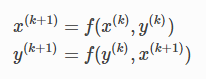 x^{(k+1)} = f(x^{(k)}, y^{(k)})
y^{(k+1)} = f(y^{(k)}, x^{(k+1)})